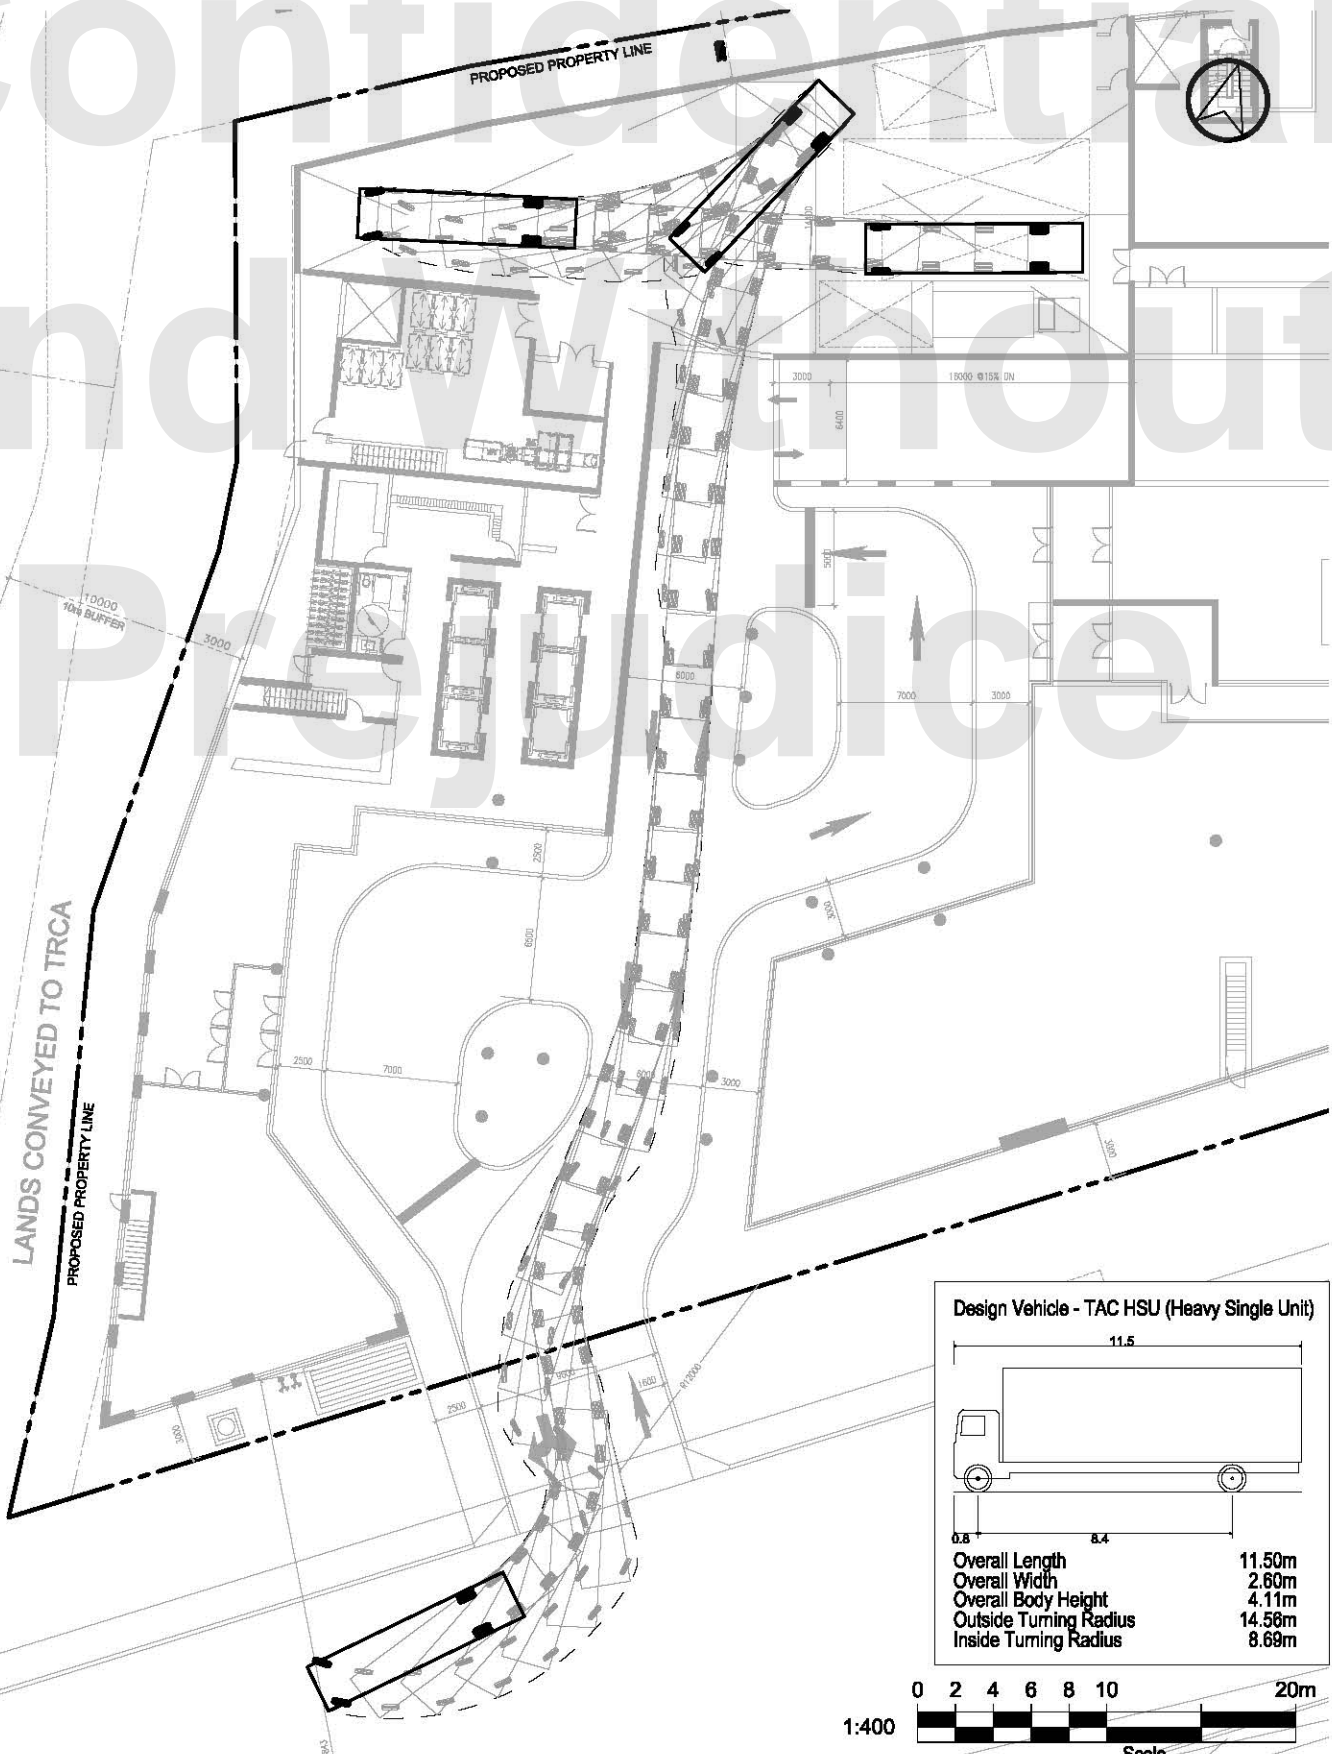 Confidential
and Without
Prejudice
PROPOSED PROPERTY LINE
14000
3000
18000 @15% DN
6400
5000
10000
10m BUFFER
3000
6000
7000
3000
2500
6500
3000
LANDS CONVEYED TO TRCA
PROPOSED PROPERTY LINE
2500
7000
6000
3000
3000
9600
1600
R12000
2500
3000
Design Vehicle - TAC HSU (Heavy Single Unit)
11.5
0.8
8.4
Overall Length 11.50m
Overall Width 2.60m
Overall Body Height 4.11m
Outside Turning Radius 14.56m
Inside Turning Radius 8.69m
0 2 4 6 8 10 20m
1:400
Scale